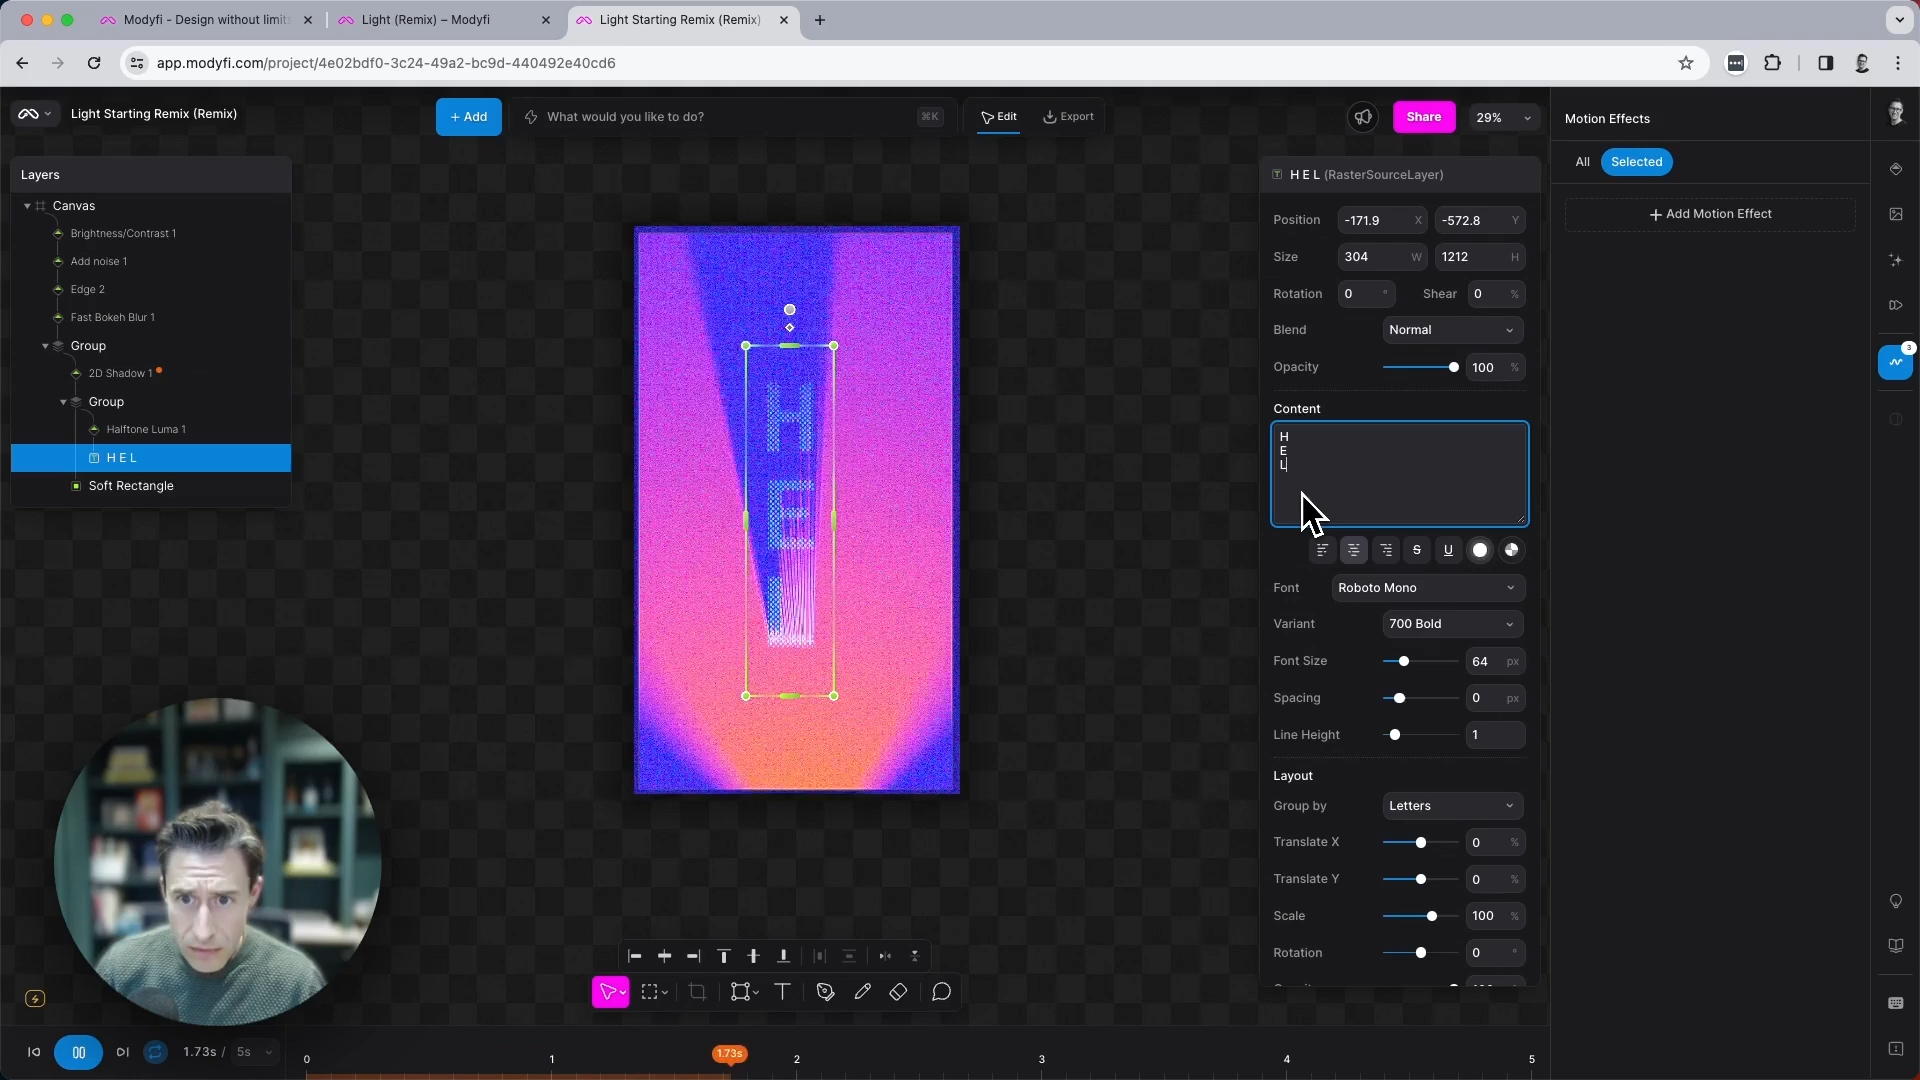 Modyfi - Design without limits
Light (Remix) – Modyfi
Light Starting Remix (Remix)
app.modyfi.com/project/4e02bdf0-3c24-49a2-bc9d-440492e40cd6
Light Starting Remix (Remix)
+ Add
What would you like to do?
⌘K
Edit
Export
Share
29%
Motion Effects
All
Selected
+ Add Motion Effect
3
Layers
Canvas
Brightness/Contrast 1
Add noise 1
Edge 2
Fast Bokeh Blur 1
Group
2D Shadow 1
Group
Halftone Luma 1
H E L
Soft Rectangle
H
E
L
H E L (RasterSourceLayer)
Position -171.9 X -572.8 Y
Size 304 W 1212 H
Rotation 0 ° Shear 0 %
Blend Normal
Opacity 100 %
Content
H
E
L
Font Roboto Mono
Variant 700 Bold
Font Size 64 px
Spacing 0 px
Line Height 1
Layout
Group by Letters
Translate X 0 %
Translate Y 0 %
Scale 100 %
Rotation 0 °
1.73s / 5s
0 1 1.73s 2 3 4 5